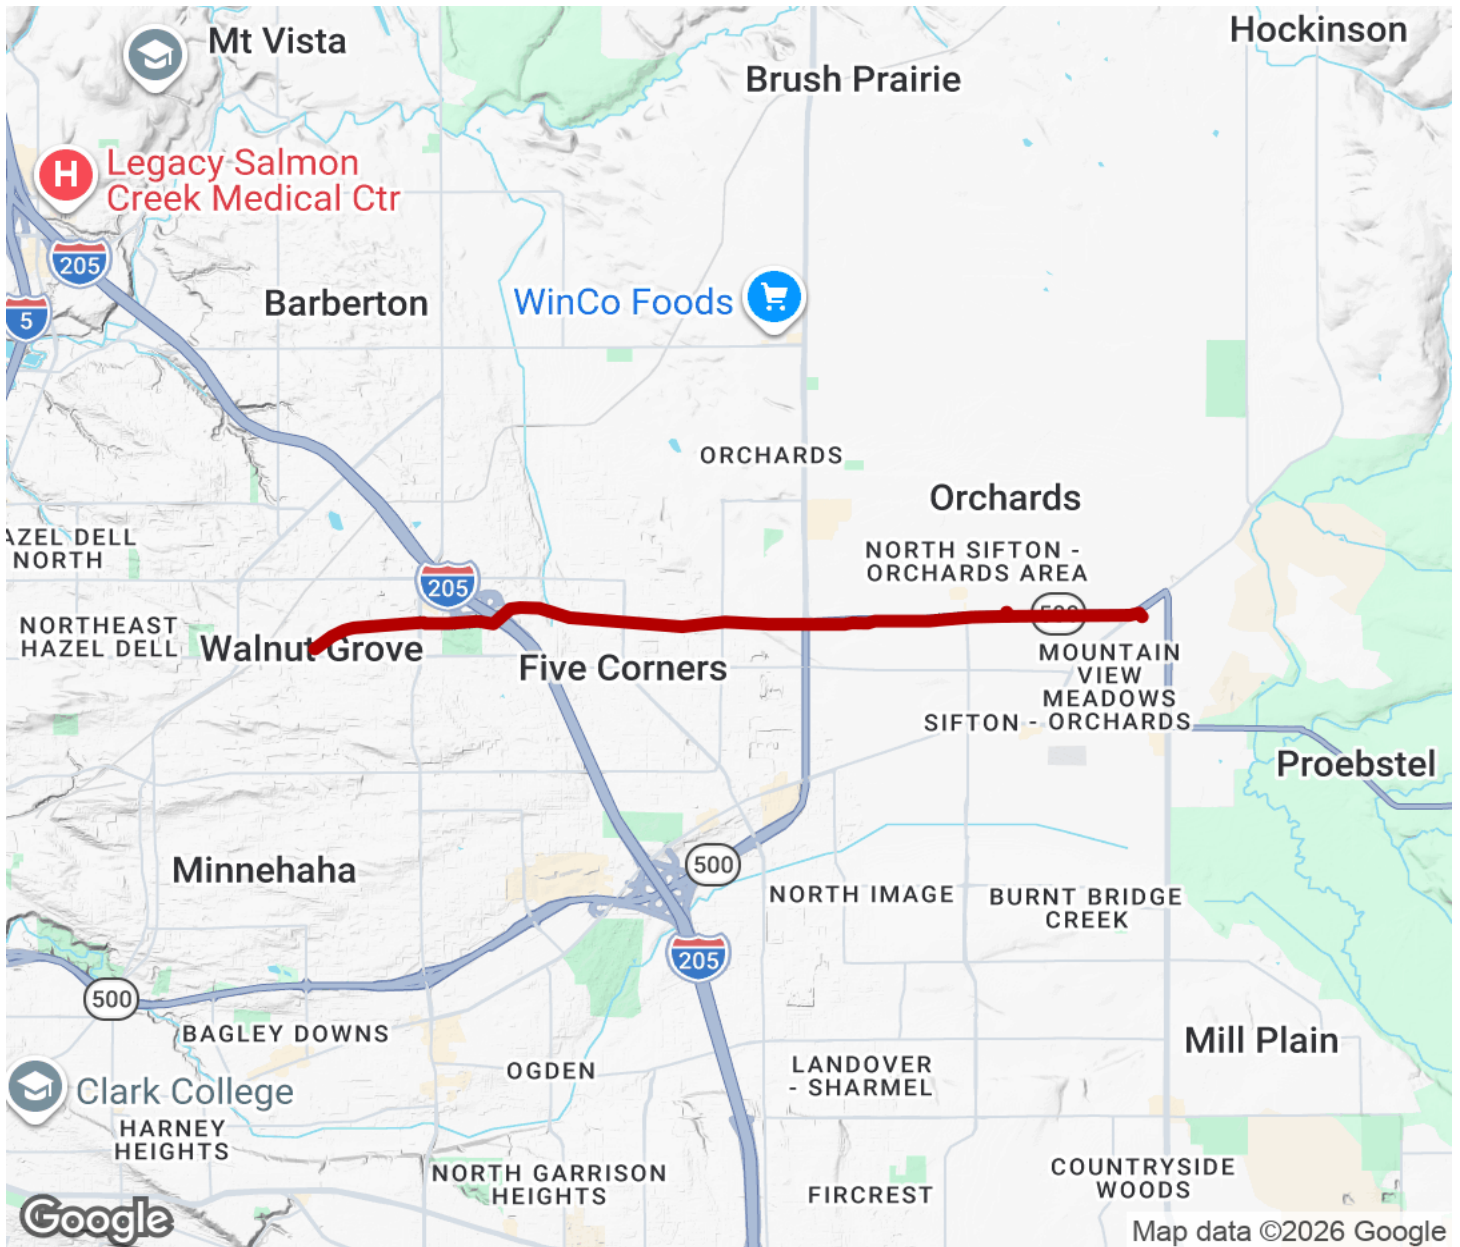 Mt Vista
Hockinson
Brush Prairie
H
Legacy Salmon
Creek Medical Ctr
205
5
Barberton
WinCo Foods
ORCHARDS
Orchards
AZEL DELL
NORTH
NORTH SIFTON -
ORCHARDS AREA
205
500
NORTHEAST
HAZEL DELL
Walnut Grove
Five Corners
MOUNTAIN
VIEW
MEADOWS
SIFTON - ORCHARDS
Proebstel
Minnehaha
500
NORTH IMAGE
BURNT BRIDGE
CREEK
205
500
BAGLEY DOWNS
Mill Plain
OGDEN
LANDOVER
- SHARMEL
Clark College
HARNEY
HEIGHTS
NORTH GARRISON
HEIGHTS
FIRCREST
COUNTRYSIDE
WOODS
Google
Map data ©2026 Google